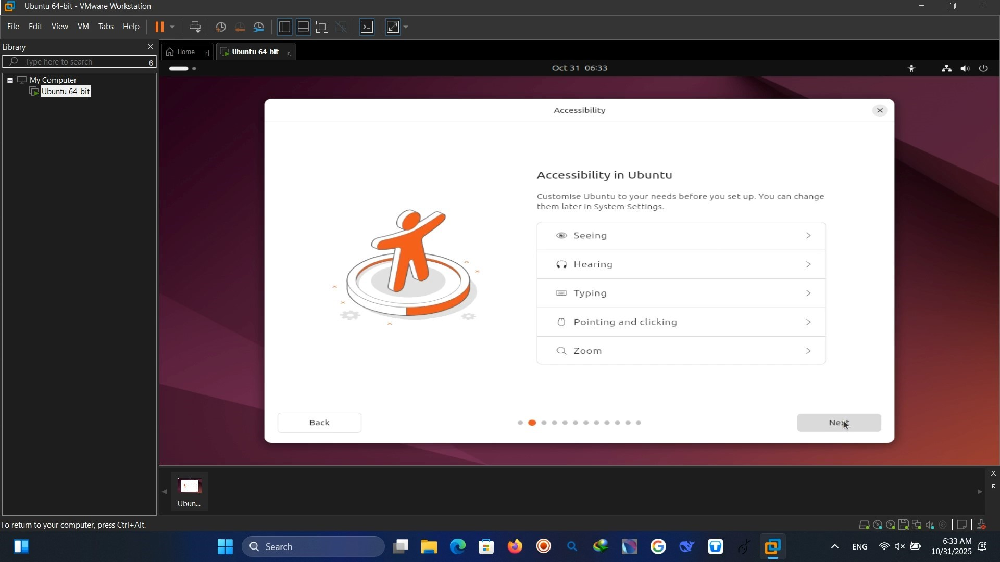 Ubuntu 64-bit - VMware Workstation
File Edit View VM Tabs Help
Library
Type here to search
My Computer
Ubuntu 64-bit
Home
Ubuntu 64-bit
Oct 31 06:33
Accessibility
Accessibility in Ubuntu
Customise Ubuntu to your needs before you set up. You can change
them later in System Settings.
Seeing
Hearing
Typing
Pointing and clicking
Zoom
Back
Next
Ubun...
To return to your computer, press Ctrl+Alt.
Search
ENG
6:33 AM
10/31/2025